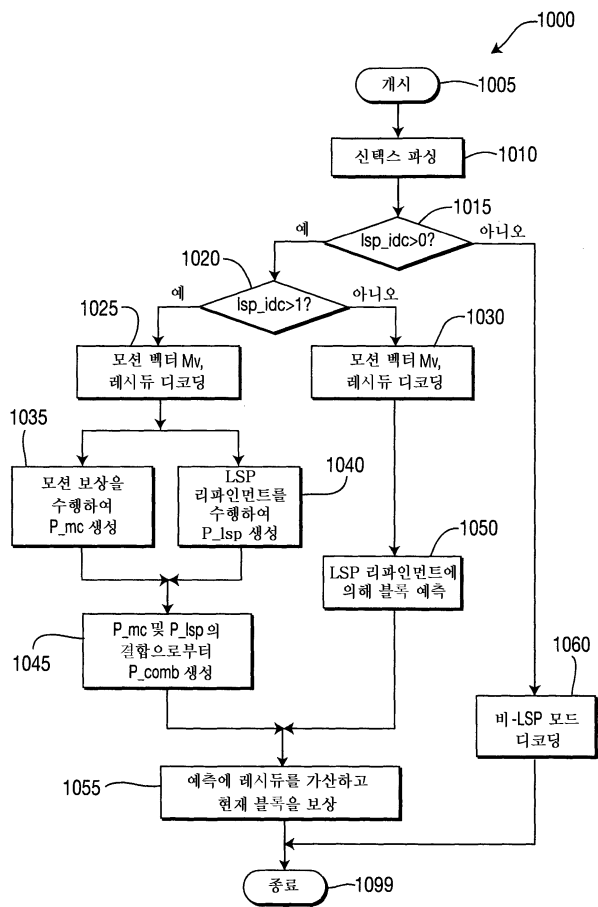 1000
개시
1005
신택스 파싱
1010
1015
lsp_idc>0?
예
아니오
1020
lsp_idc>1?
예
아니오
1025
모션 벡터 Mv,
레시듀 디코딩
1030
모션 벡터 Mv,
레시듀 디코딩
1035
모션 보상을
수행하여
P_mc 생성
1040
LSP
리파인먼트를
수행하여
P_lsp 생성
1050
LSP 리파인먼트에
의해 블록 예측
1045
P_mc 및 P_lsp의
결합으로부터
P_comb 생성
1060
비-LSP 모드
디코딩
1055
예측에 레시듀를 가산하고
현재 블록을 보상
종료
1099